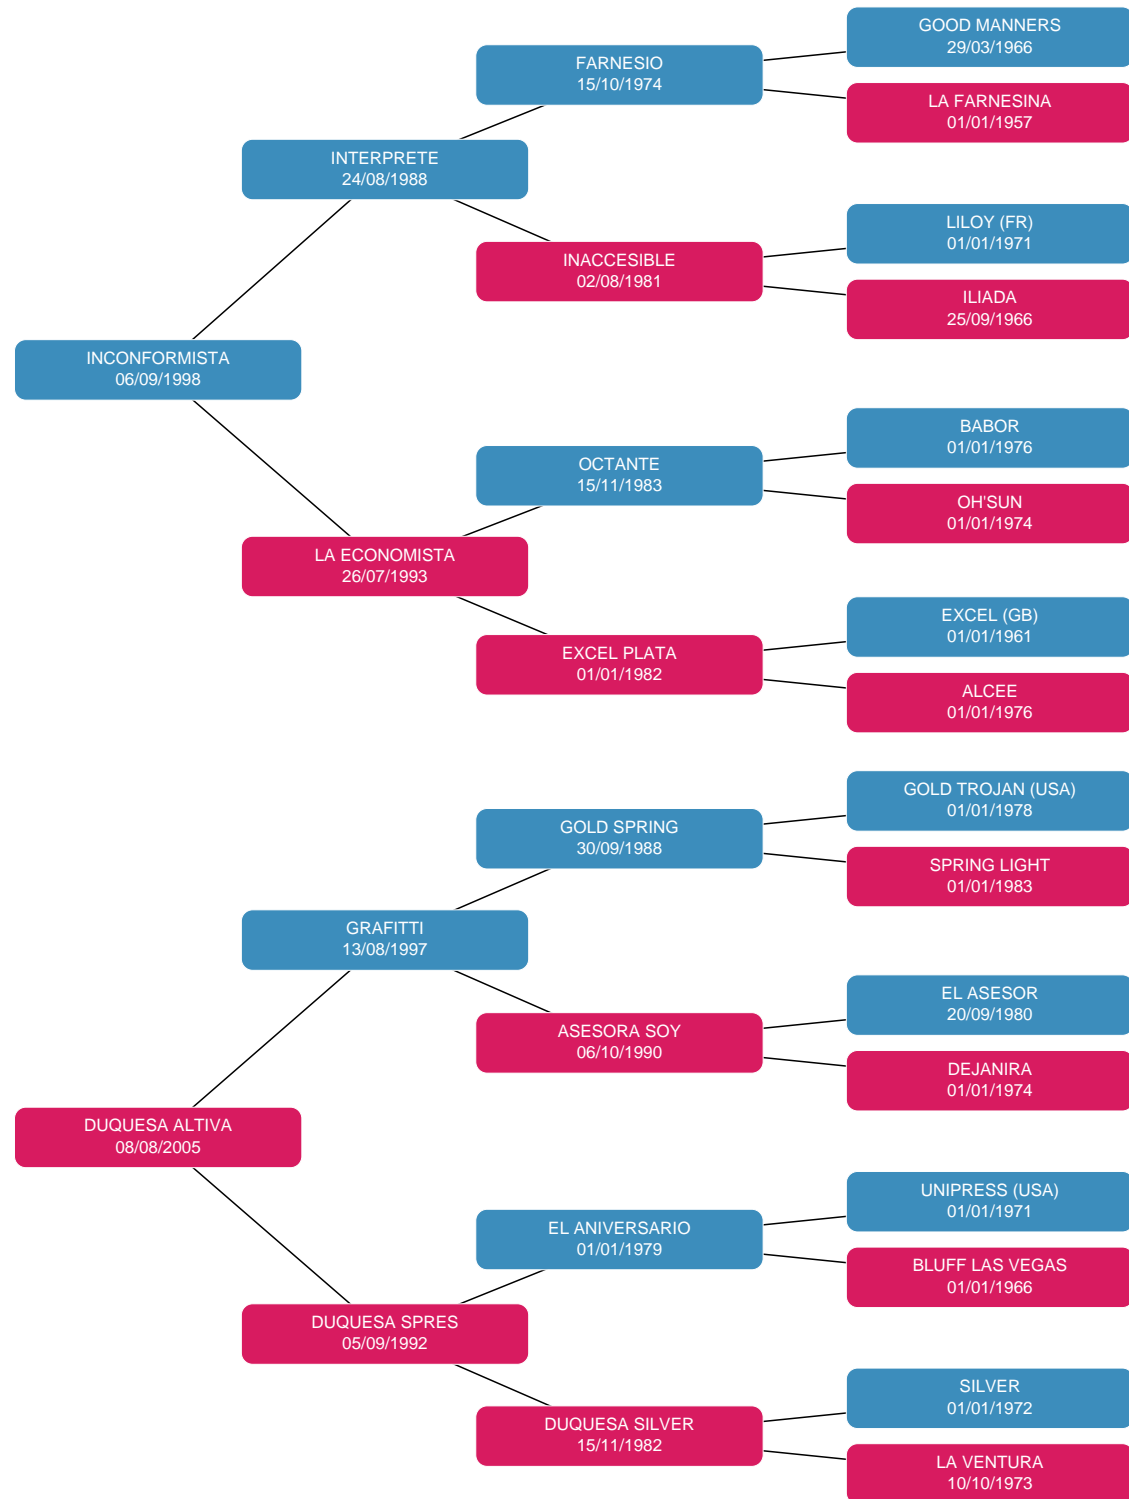 GOOD MANNERS
29/03/1966
FARNESIO
15/10/1974
LA FARNESINA
01/01/1957
INTERPRETE
24/08/1988
LILOY (FR)
01/01/1971
INACCESIBLE
02/08/1981
ILIADA
25/09/1966
INCONFORMISTA
06/09/1998
BABOR
01/01/1976
OCTANTE
15/11/1983
OH'SUN
01/01/1974
LA ECONOMISTA
26/07/1993
EXCEL (GB)
01/01/1961
EXCEL PLATA
01/01/1982
ALCEE
01/01/1976
GOLD TROJAN (USA)
01/01/1978
GOLD SPRING
30/09/1988
SPRING LIGHT
01/01/1983
GRAFITTI
13/08/1997
EL ASESOR
20/09/1980
ASESORA SOY
06/10/1990
DEJANIRA
01/01/1974
DUQUESA ALTIVA
08/08/2005
UNIPRESS (USA)
01/01/1971
EL ANIVERSARIO
01/01/1979
BLUFF LAS VEGAS
01/01/1966
DUQUESA SPRES
05/09/1992
SILVER
01/01/1972
DUQUESA SILVER
15/11/1982
LA VENTURA
10/10/1973